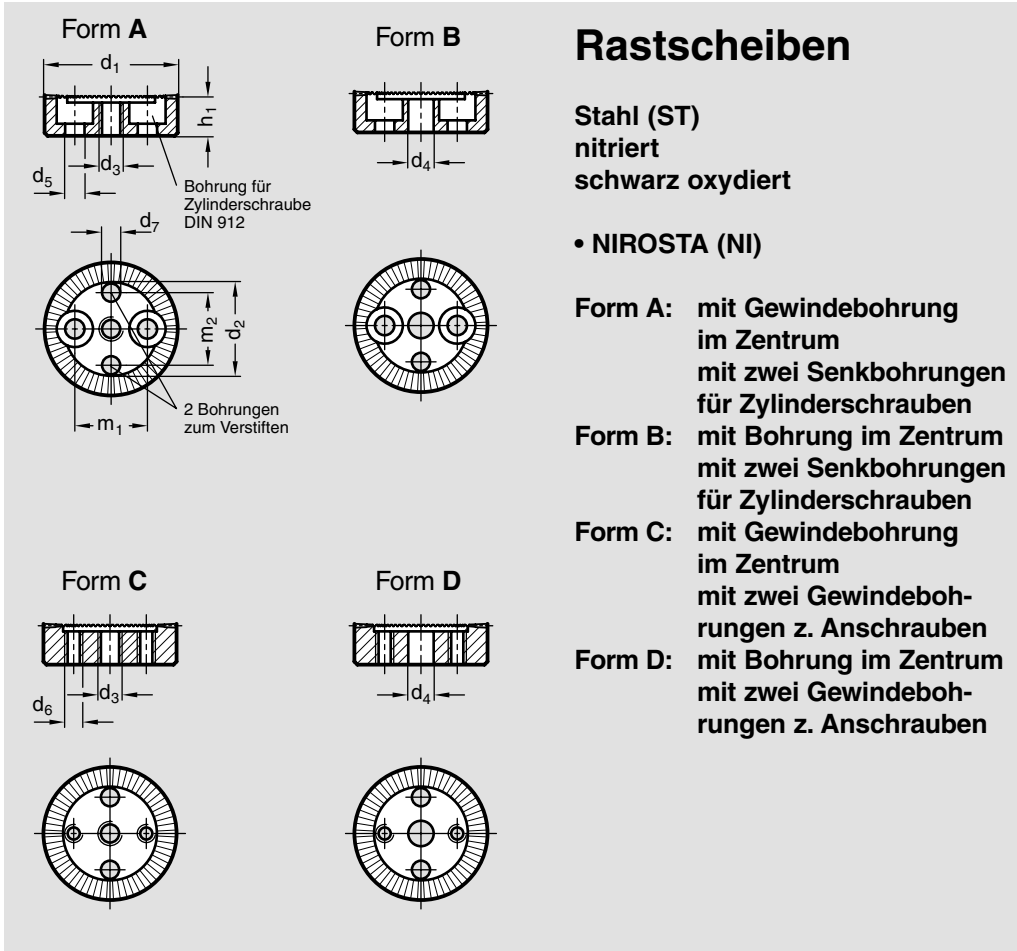 Form A
d1
h1
d3
d5
Bohrung für
Zylinderschraube
DIN 912
d7
m2
d2
m1
2 Bohrungen
zum Verstiften
Form B
d4
Form C
d3
d6
Form D
d4
Rastscheiben
Stahl (ST)
nitriert
schwarz oxydiert
• NIROSTA (NI)
Form A: mit Gewindebohrung
im Zentrum
mit zwei Senkbohrungen
für Zylinderschrauben
Form B: mit Bohrung im Zentrum
mit zwei Senkbohrungen
für Zylinderschrauben
Form C: mit Gewindebohrung
im Zentrum
mit zwei Gewindeboh-
rungen z. Anschrauben
Form D: mit Bohrung im Zentrum
mit zwei Gewindeboh-
rungen z. Anschrauben